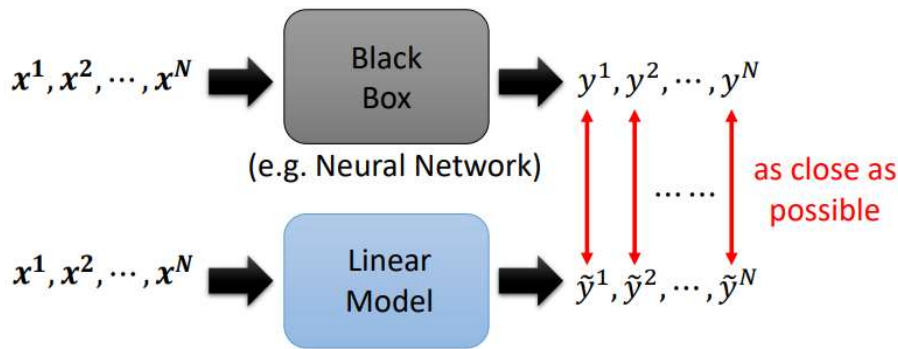 x¹, x², ⋯, xᴺ
Black
Box
y¹, y², ⋯, yᴺ
(e.g. Neural Network)
⋯⋯
as close as
possible
x¹, x², ⋯, xᴺ
Linear
Model
ỹ¹, ỹ², ⋯, ỹᴺ